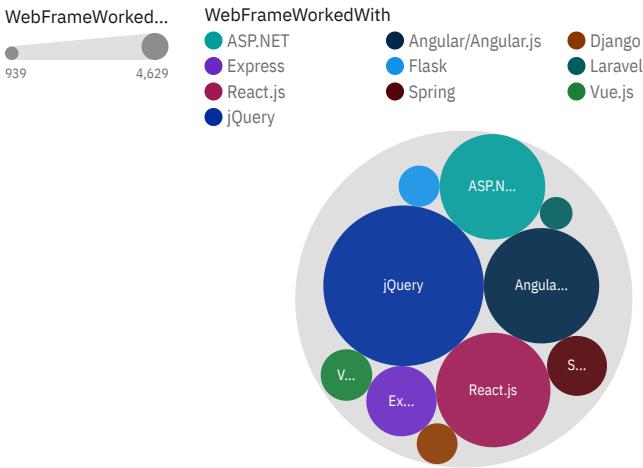 WebFrameWorked...
939
4,629
WebFrameWorkedWith
ASP.NET
Angular/Angular.js
Django
Express
Flask
Laravel
React.js
Spring
Vue.js
jQuery
ASP.N...
jQuery
Angula...
S...
V...
Ex...
React.js